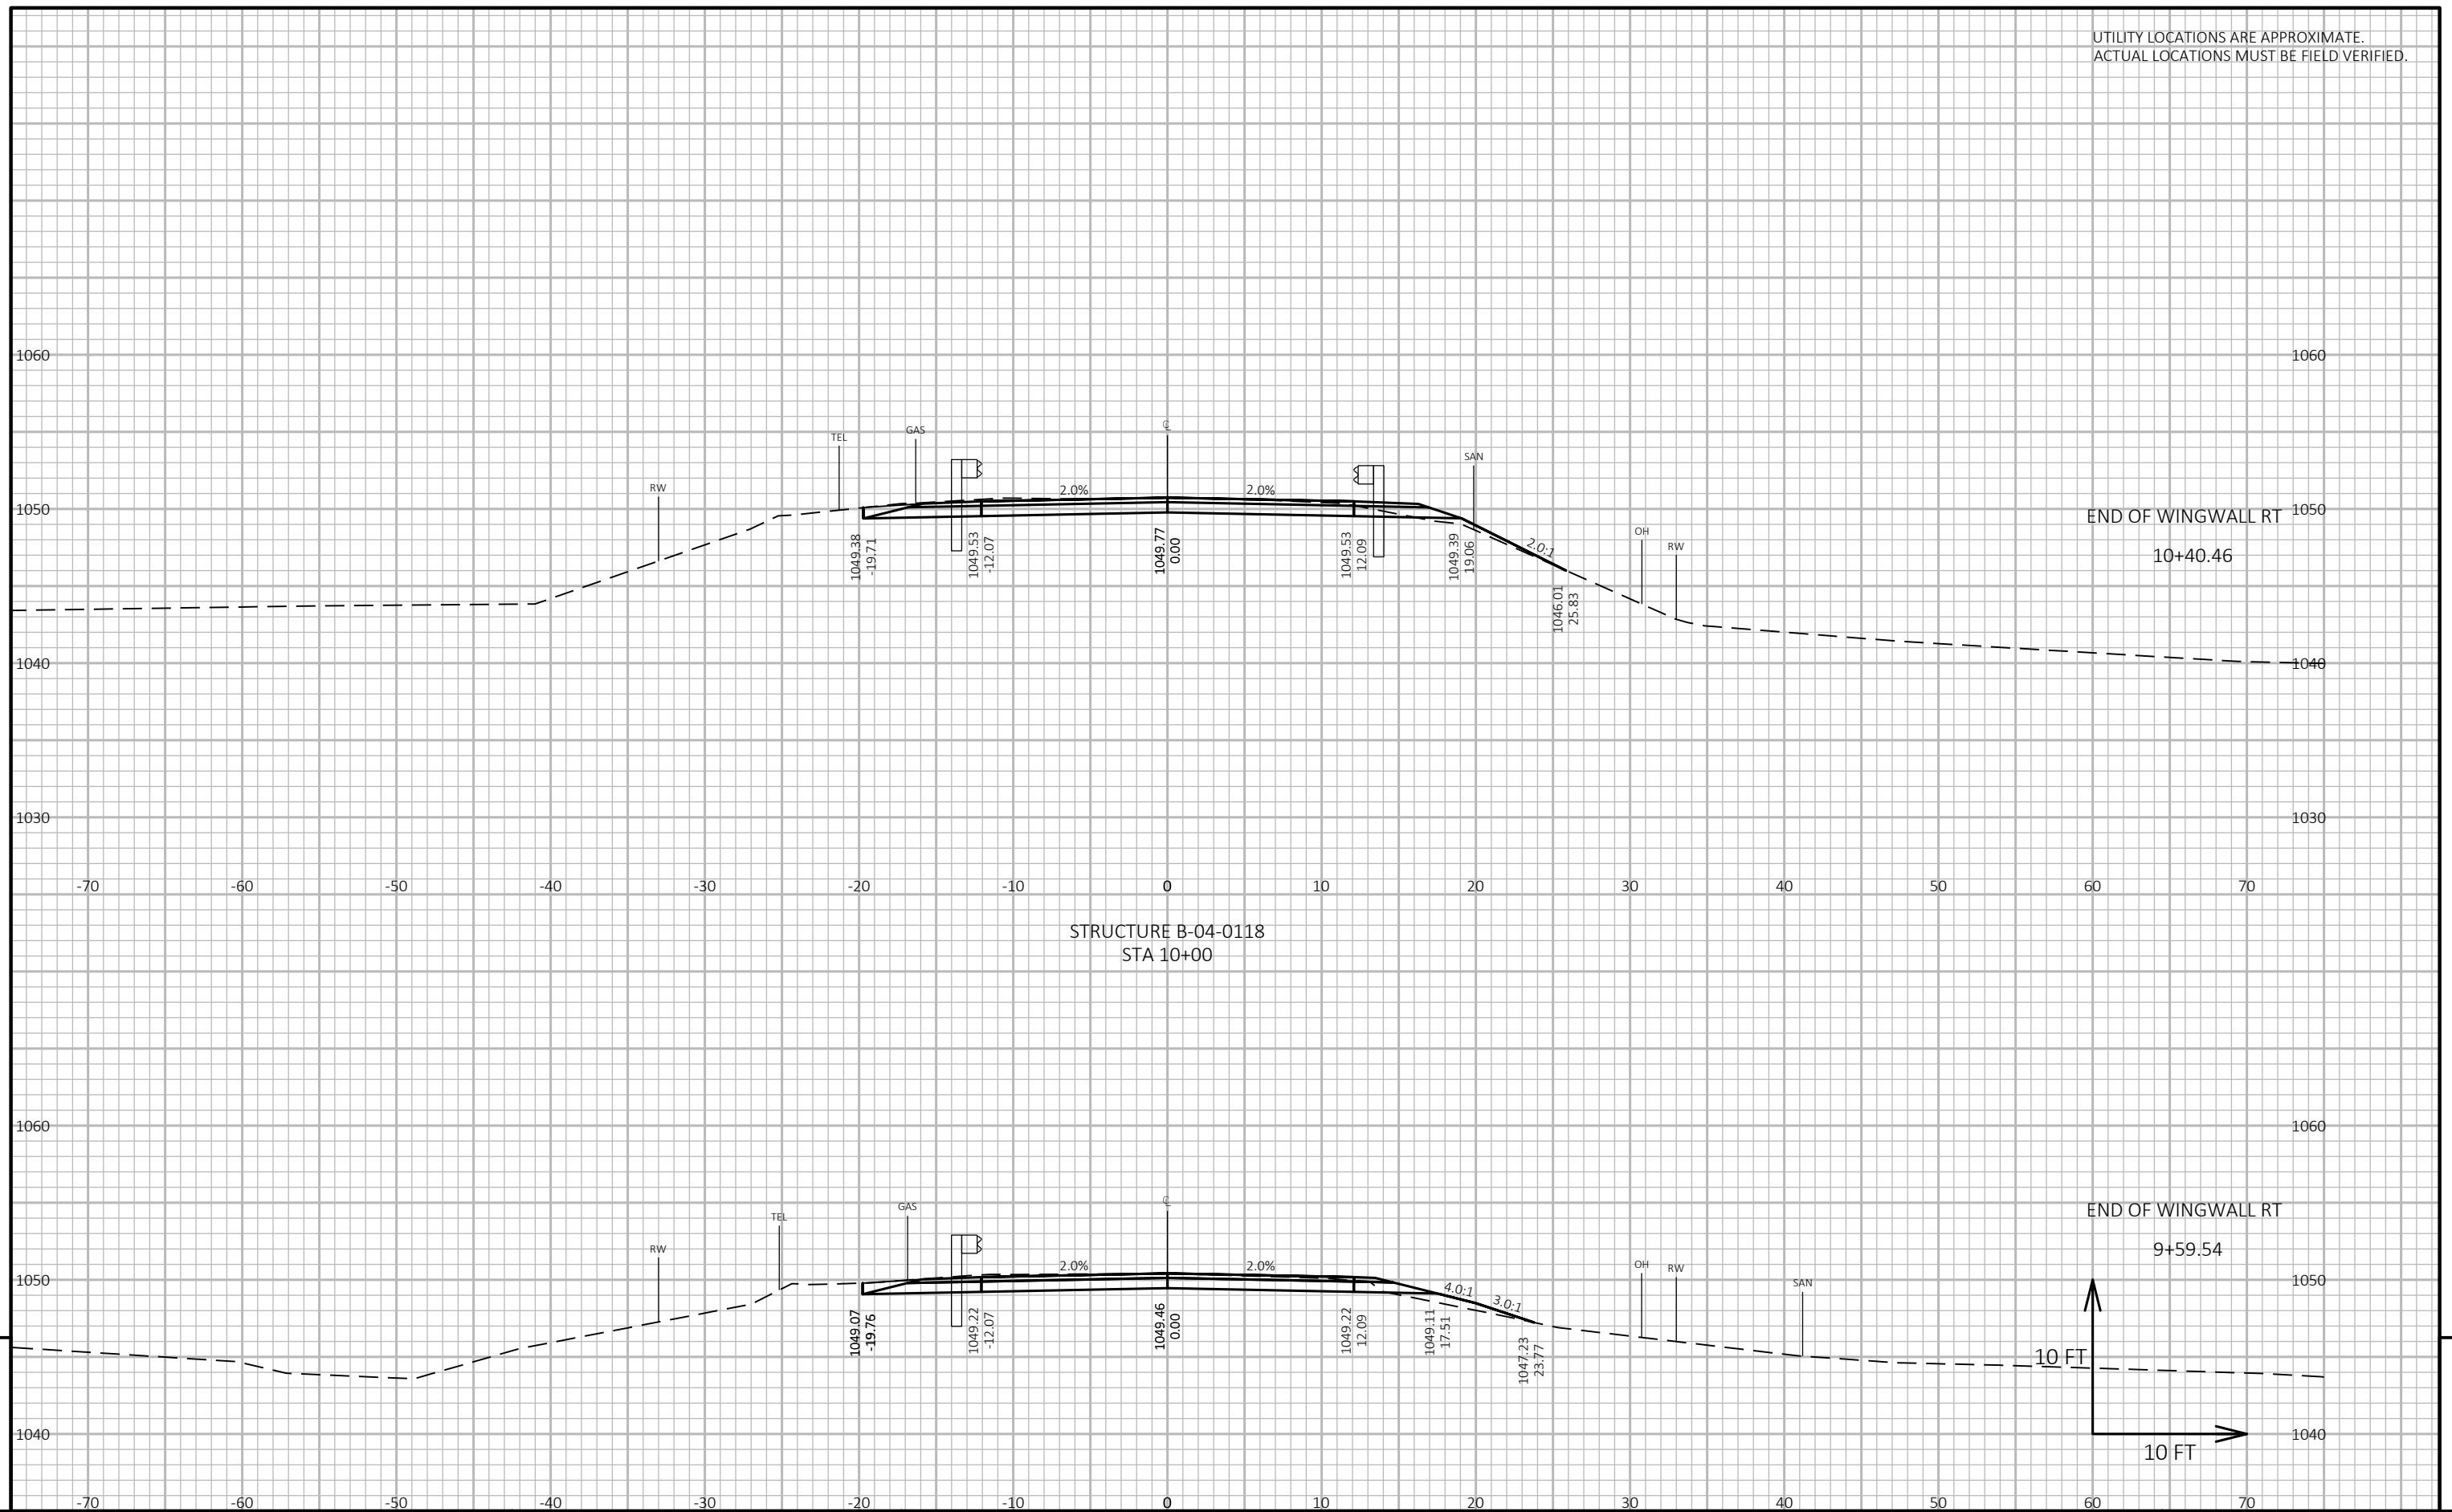 UTILITY LOCATIONS ARE APPROXIMATE.
ACTUAL LOCATIONS MUST BE FIELD VERIFIED.
1060
1060
℄
GAS
TEL
SAN
RW
2.0%
2.0%
1050
1050
END OF WINGWALL RT
10+40.46
OH
RW
2.0:1
1049.38
-19.71
1049.53
-12.07
1049.77
0.00
1049.53
12.09
1049.39
19.06
1046.01
25.83
1040
1040
1030
1030
-70 -60 -50 -40 -30 -20 -10 0 10 20 30 40 50 60 70
STRUCTURE B-04-0118
STA 10+00
1060
1060
℄
GAS
TEL
RW
2.0%
2.0%
END OF WINGWALL RT
9+59.54
OH
RW
SAN
1050
1050
4.0:1
3.0:1
1049.07
-19.76
1049.22
-12.07
1049.46
0.00
1049.22
12.09
1049.11
17.51
1047.23
23.77
10 FT
1040
1040
10 FT
-70 -60 -50 -40 -30 -20 -10 0 10 20 30 40 50 60 70